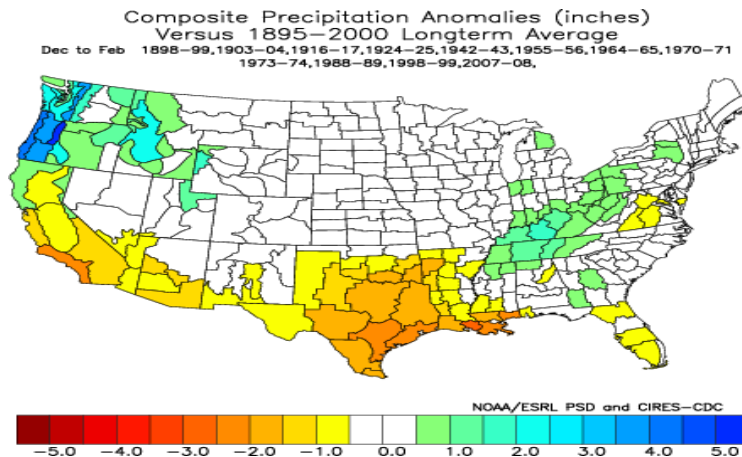 Composite Precipitation Anomalies (inches)
Versus 1895-2000 Longterm Average
Dec to Feb 1898-99,1903-04,1916-17,1924-25,1942-43,1955-56,1964-65,1970-71
1973-74,1988-89,1998-99,2007-08,
NOAA/ESRL PSD and CIRES-CDC
-5.0 -4.0 -3.0 -2.0 -1.0 0.0 1.0 2.0 3.0 4.0 5.0